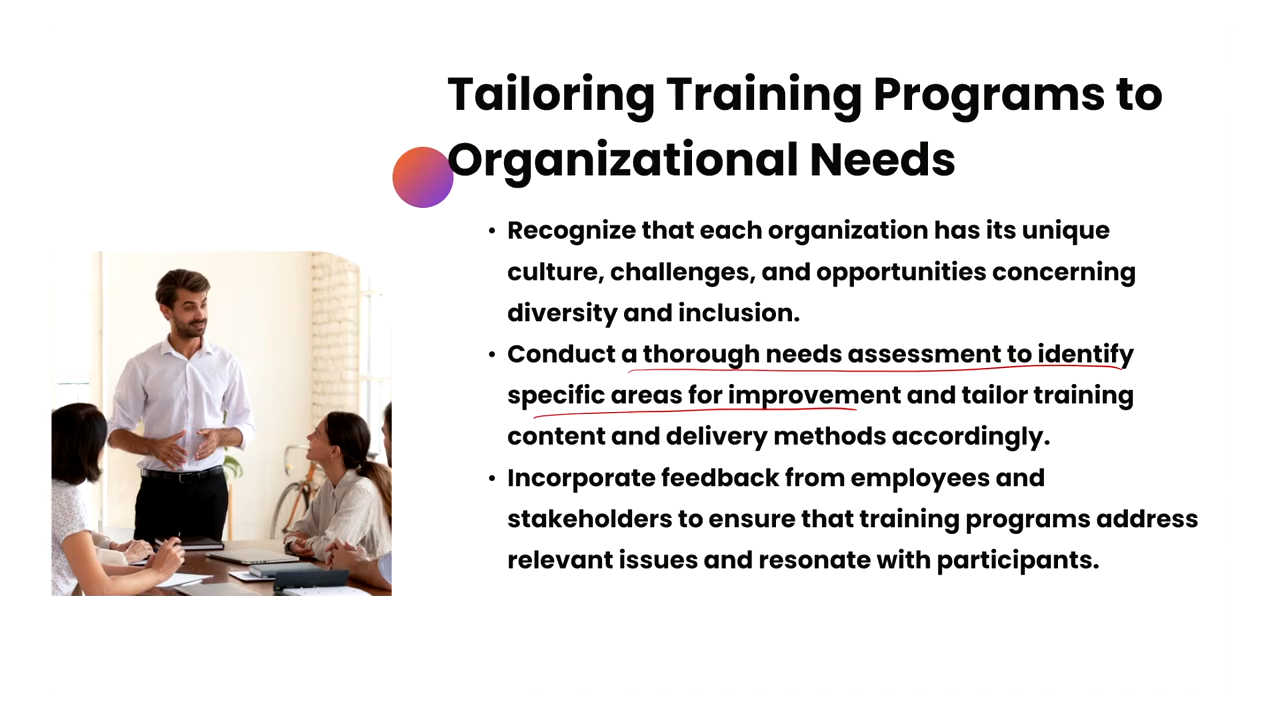 Tailoring Training Programs to
Organizational Needs
• Recognize that each organization has its unique
culture, challenges, and opportunities concerning
diversity and inclusion.
• Conduct a thorough needs assessment to identify
specific areas for improvement and tailor training
content and delivery methods accordingly.
• Incorporate feedback from employees and
stakeholders to ensure that training programs address
relevant issues and resonate with participants.